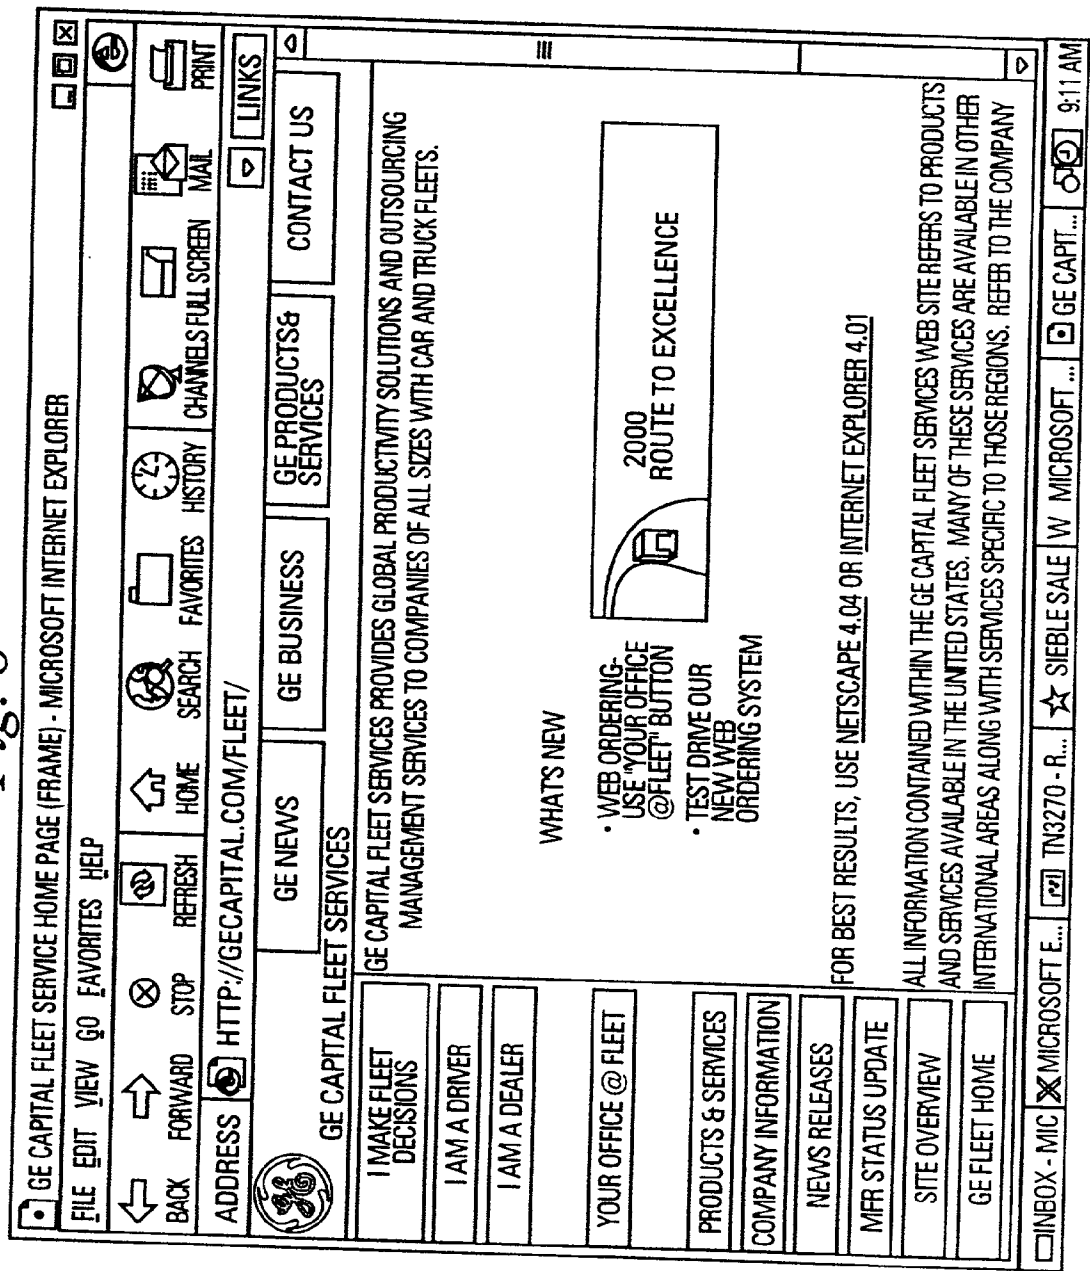 GE CAPITAL FLEET SERVICE HOME PAGE (FRAME) - MICROSOFT INTERNET EXPLORER
FILE EDIT VIEW GO FAVORITES HELP
BACK FORWARD STOP REFRESH HOME SEARCH FAVORITES HISTORY CHANNELS FULL SCREEN MAIL PRINT
ADDRESS HTTP://GECAPITAL.COM/FLEET/ LINKS
GE NEWS
GE BUSINESS
GE PRODUCTS&
SERVICES
CONTACT US
GE CAPITAL FLEET SERVICES
I MAKE FLEET
DECISIONS
I AM A DRIVER
I AM A DEALER
YOUR OFFICE @ FLEET
PRODUCTS & SERVICES
COMPANY INFORMATION
NEWS RELEASES
MFR STATUS UPDATE
SITE OVERVIEW
GE FLEET HOME
GE CAPITAL FLEET SERVICES PROVIDES GLOBAL PRODUCTIVITY SOLUTIONS AND OUTSOURCING
MANAGEMENT SERVICES TO COMPANIES OF ALL SIZES WITH CAR AND TRUCK FLEETS.
WHAT'S NEW
• WEB ORDERING-
USE "YOUR OFFICE
@FLEET" BUTTON
• TEST DRIVE OUR
NEW WEB
ORDERING SYSTEM
2000
ROUTE TO EXCELLENCE
FOR BEST RESULTS, USE NETSCAPE 4.04 OR INTERNET EXPLORER 4.01
ALL INFORMATION CONTAINED WITHIN THE GE CAPITAL FLEET SERVICES WEB SITE REFERS TO PRODUCTS
AND SERVICES AVAILABLE IN THE UNITED STATES. MANY OF THESE SERVICES ARE AVAILABLE IN OTHER
INTERNATIONAL AREAS ALONG WITH SERVICES SPECIFIC TO THOSE REGIONS. REFER TO THE COMPANY
INBOX - MIC MICROSOFT E... TN3270 - R... SIEBLE SALE W MICROSOFT ... GE CAPIT... 9:11 AM